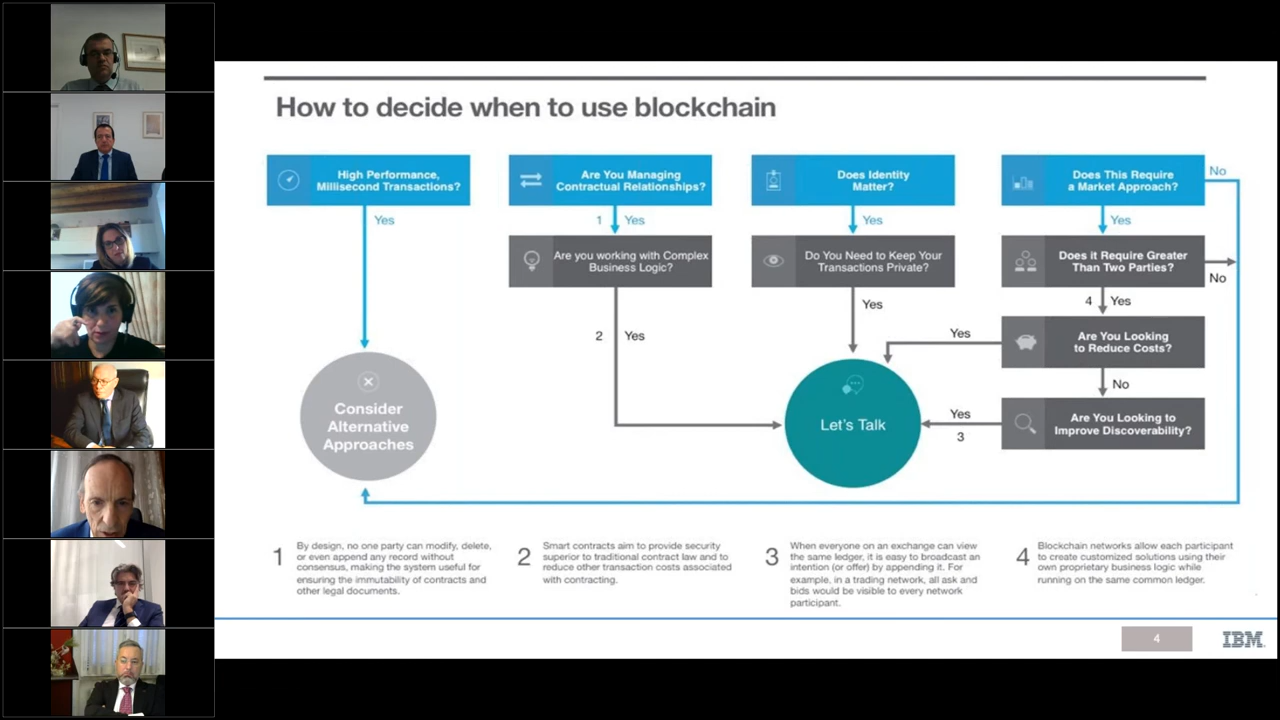 How to decide when to use blockchain
High Performance,
Millisecond Transactions?
Are You Managing
Contractual Relationships?
Does Identity
Matter?
Does This Require
a Market Approach?
No
Yes
1
Yes
Yes
Yes
Are you working with Complex
Business Logic?
Do You Need to Keep Your
Transactions Private?
Does it Require Greater
Than Two Parties?
No
2
Yes
Yes
4
Yes
Yes
Are You Looking
to Reduce Costs?
No
Consider
Alternative
Approaches
Let's Talk
Yes
3
Are You Looking to
Improve Discoverability?
1
By design, no one party can modify, delete,
or even append any record without
consensus, making the system useful for
ensuring the immutability of contracts and
other legal documents.
2
Smart contracts aim to provide security
superior to traditional contract law and to
reduce other transaction costs associated
with contracting.
3
When everyone on an exchange can view
the same ledger, it is easy to broadcast an
intention (or offer) by appending it. For
example, in a trading network, all ask and
bids would be visible to every network
participant.
4
Blockchain networks allow each participant
to create customized solutions using their
own proprietary business logic while
running on the same common ledger.
4
IBM